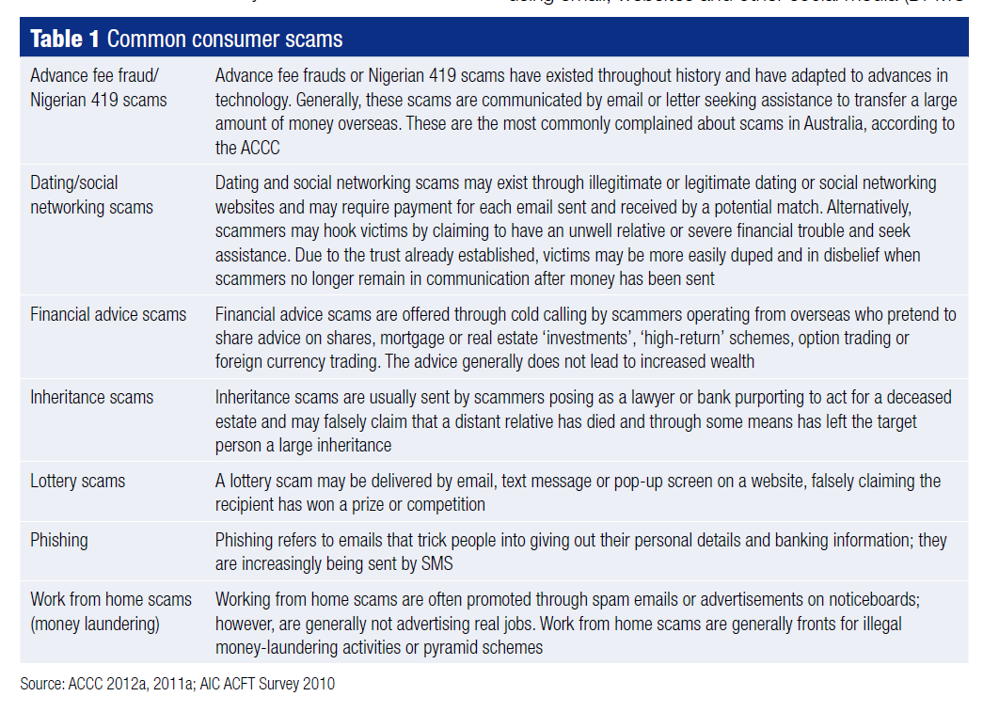 Table 1 Common consumer scams
Advance fee fraud/
Nigerian 419 scams
Advance fee frauds or Nigerian 419 scams have existed throughout history and have adapted to advances in
technology. Generally, these scams are communicated by email or letter seeking assistance to transfer a large
amount of money overseas. These are the most commonly complained about scams in Australia, according to
the ACCC
Dating/social
networking scams
Dating and social networking scams may exist through illegitimate or legitimate dating or social networking
websites and may require payment for each email sent and received by a potential match. Alternatively,
scammers may hook victims by claiming to have an unwell relative or severe financial trouble and seek
assistance. Due to the trust already established, victims may be more easily duped and in disbelief when
scammers no longer remain in communication after money has been sent
Financial advice scams
Financial advice scams are offered through cold calling by scammers operating from overseas who pretend to
share advice on shares, mortgage or real estate ‘investments’, ‘high-return’ schemes, option trading or
foreign currency trading. The advice generally does not lead to increased wealth
Inheritance scams
Inheritance scams are usually sent by scammers posing as a lawyer or bank purporting to act for a deceased
estate and may falsely claim that a distant relative has died and through some means has left the target
person a large inheritance
Lottery scams
A lottery scam may be delivered by email, text message or pop-up screen on a website, falsely claiming the
recipient has won a prize or competition
Phishing
Phishing refers to emails that trick people into giving out their personal details and banking information; they
are increasingly being sent by SMS
Work from home scams
(money laundering)
Working from home scams are often promoted through spam emails or advertisements on noticeboards;
however, are generally not advertising real jobs. Work from home scams are generally fronts for illegal
money-laundering activities or pyramid schemes
Source: ACCC 2012a, 2011a; AIC ACFT Survey 2010